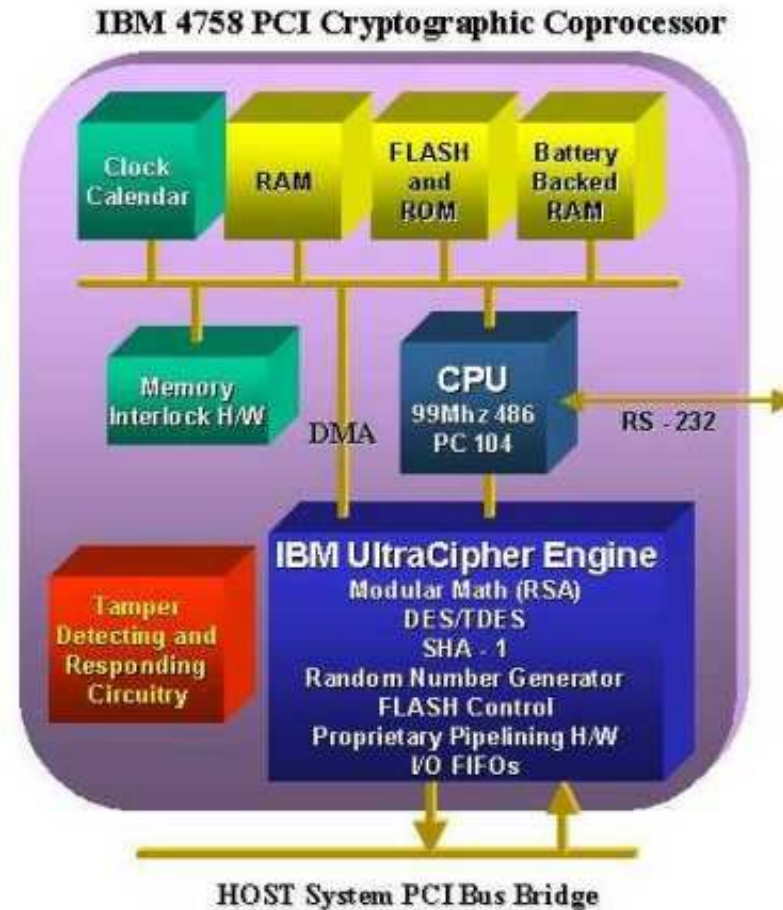 IBM 4758 PCI Cryptographic Coprocessor
Clock
Calendar
RAM
FLASH
and
ROM
Battery
Backed
RAM
Memory
Interlock H/W
DMA
CPU
99Mhz 486
PC 104
RS - 232
Tamper
Detecting and
Responding
Circuitry
IBM UltraCipher Engine
Modular Math (RSA)
DES/TDES
SHA - 1
Random Number Generator
FLASH Control
Proprietary Pipelining H/W
I/O FIFOs
HOST System PCI Bus Bridge